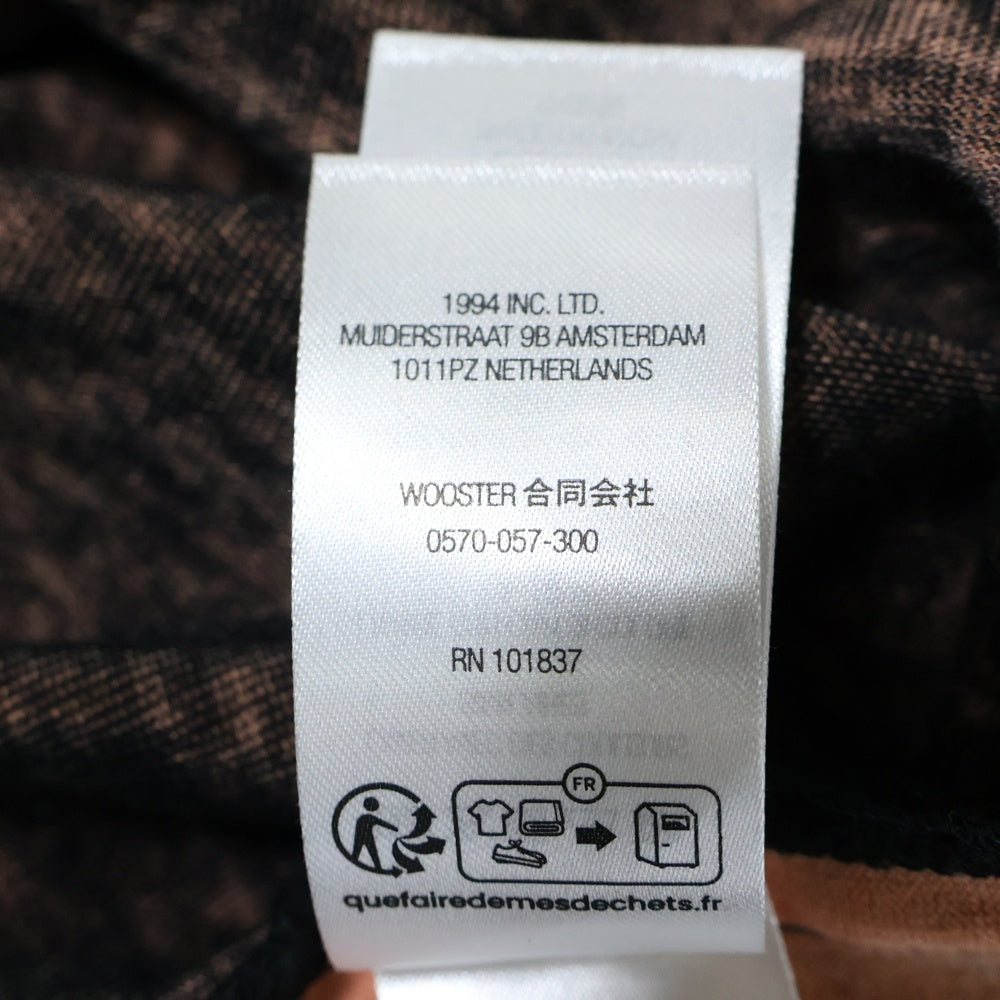 1994 INC. LTD.
MUIDERSTRAAT 9B AMSTERDAM
1011PZ NETHERLANDS
WOOSTER 合同会社
0570-057-300
RN 101837
FR
quefairedemesdechets.fr